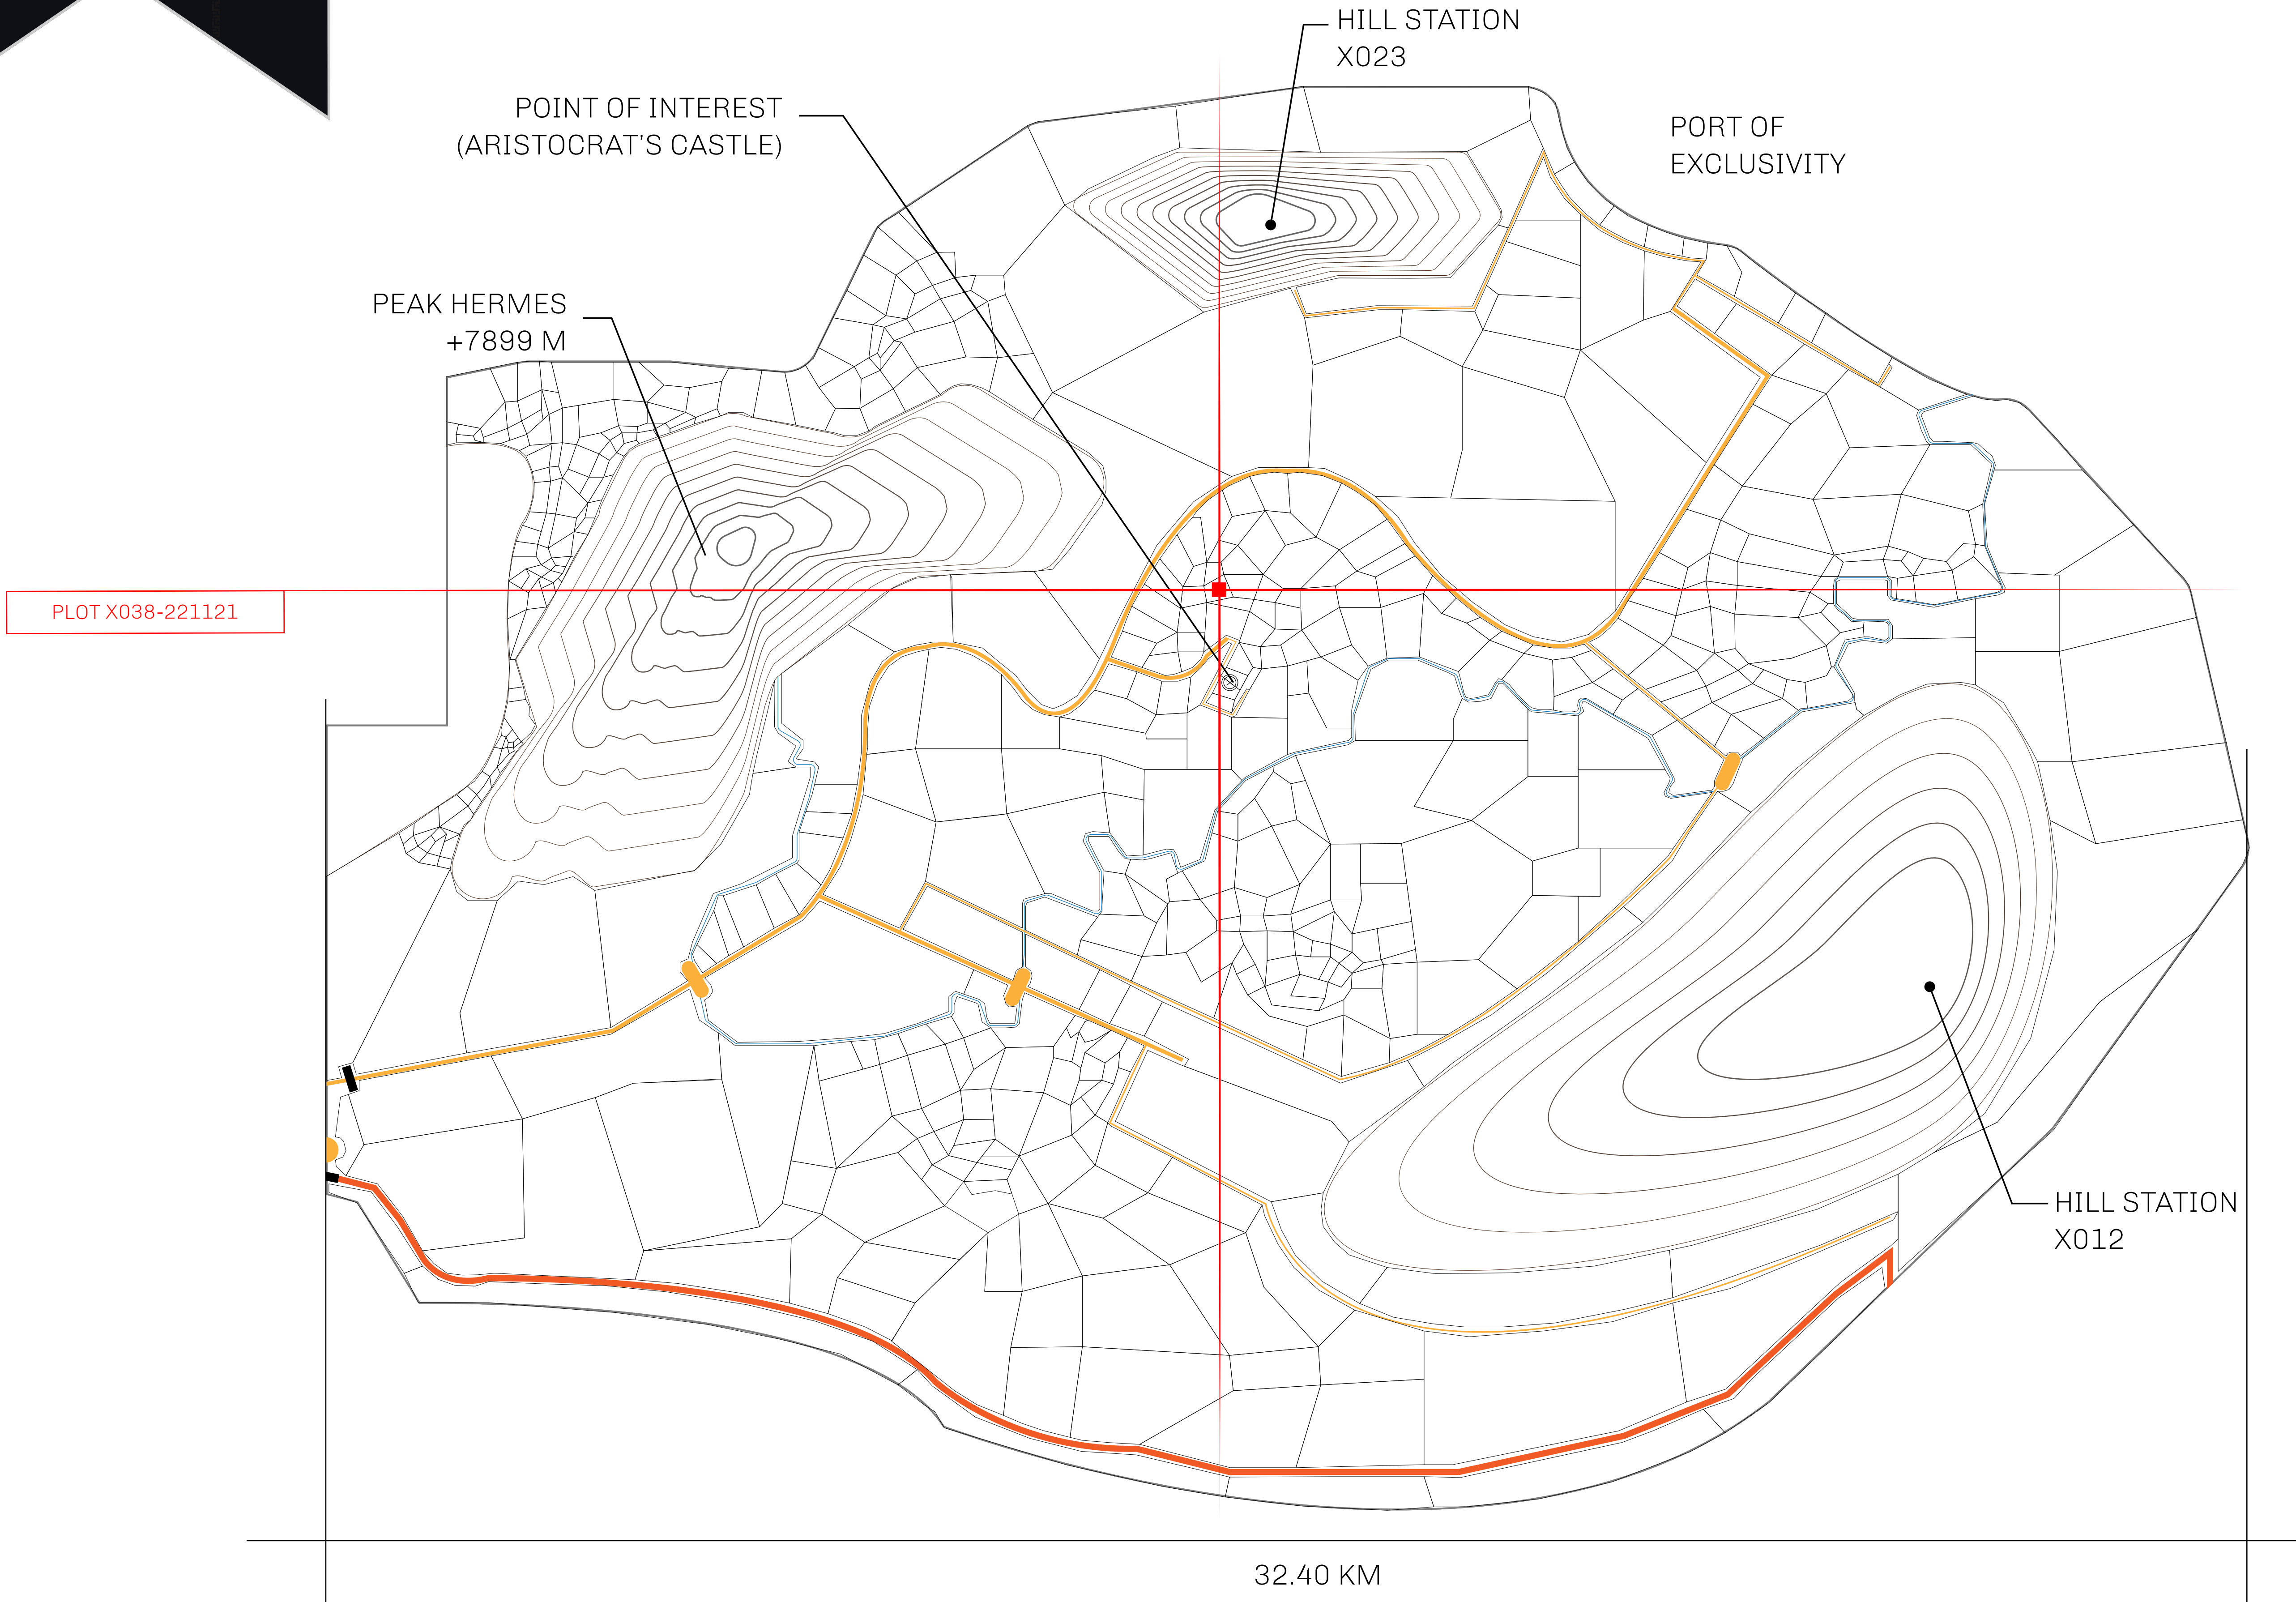 HILL STATION
X023
POINT OF INTEREST
(ARISTOCRAT'S CASTLE)
PORT OF
EXCLUSIVITY
PEAK HERMES
+7899 M
PLOT X038-221121
HILL STATION
X012
32.40 KM